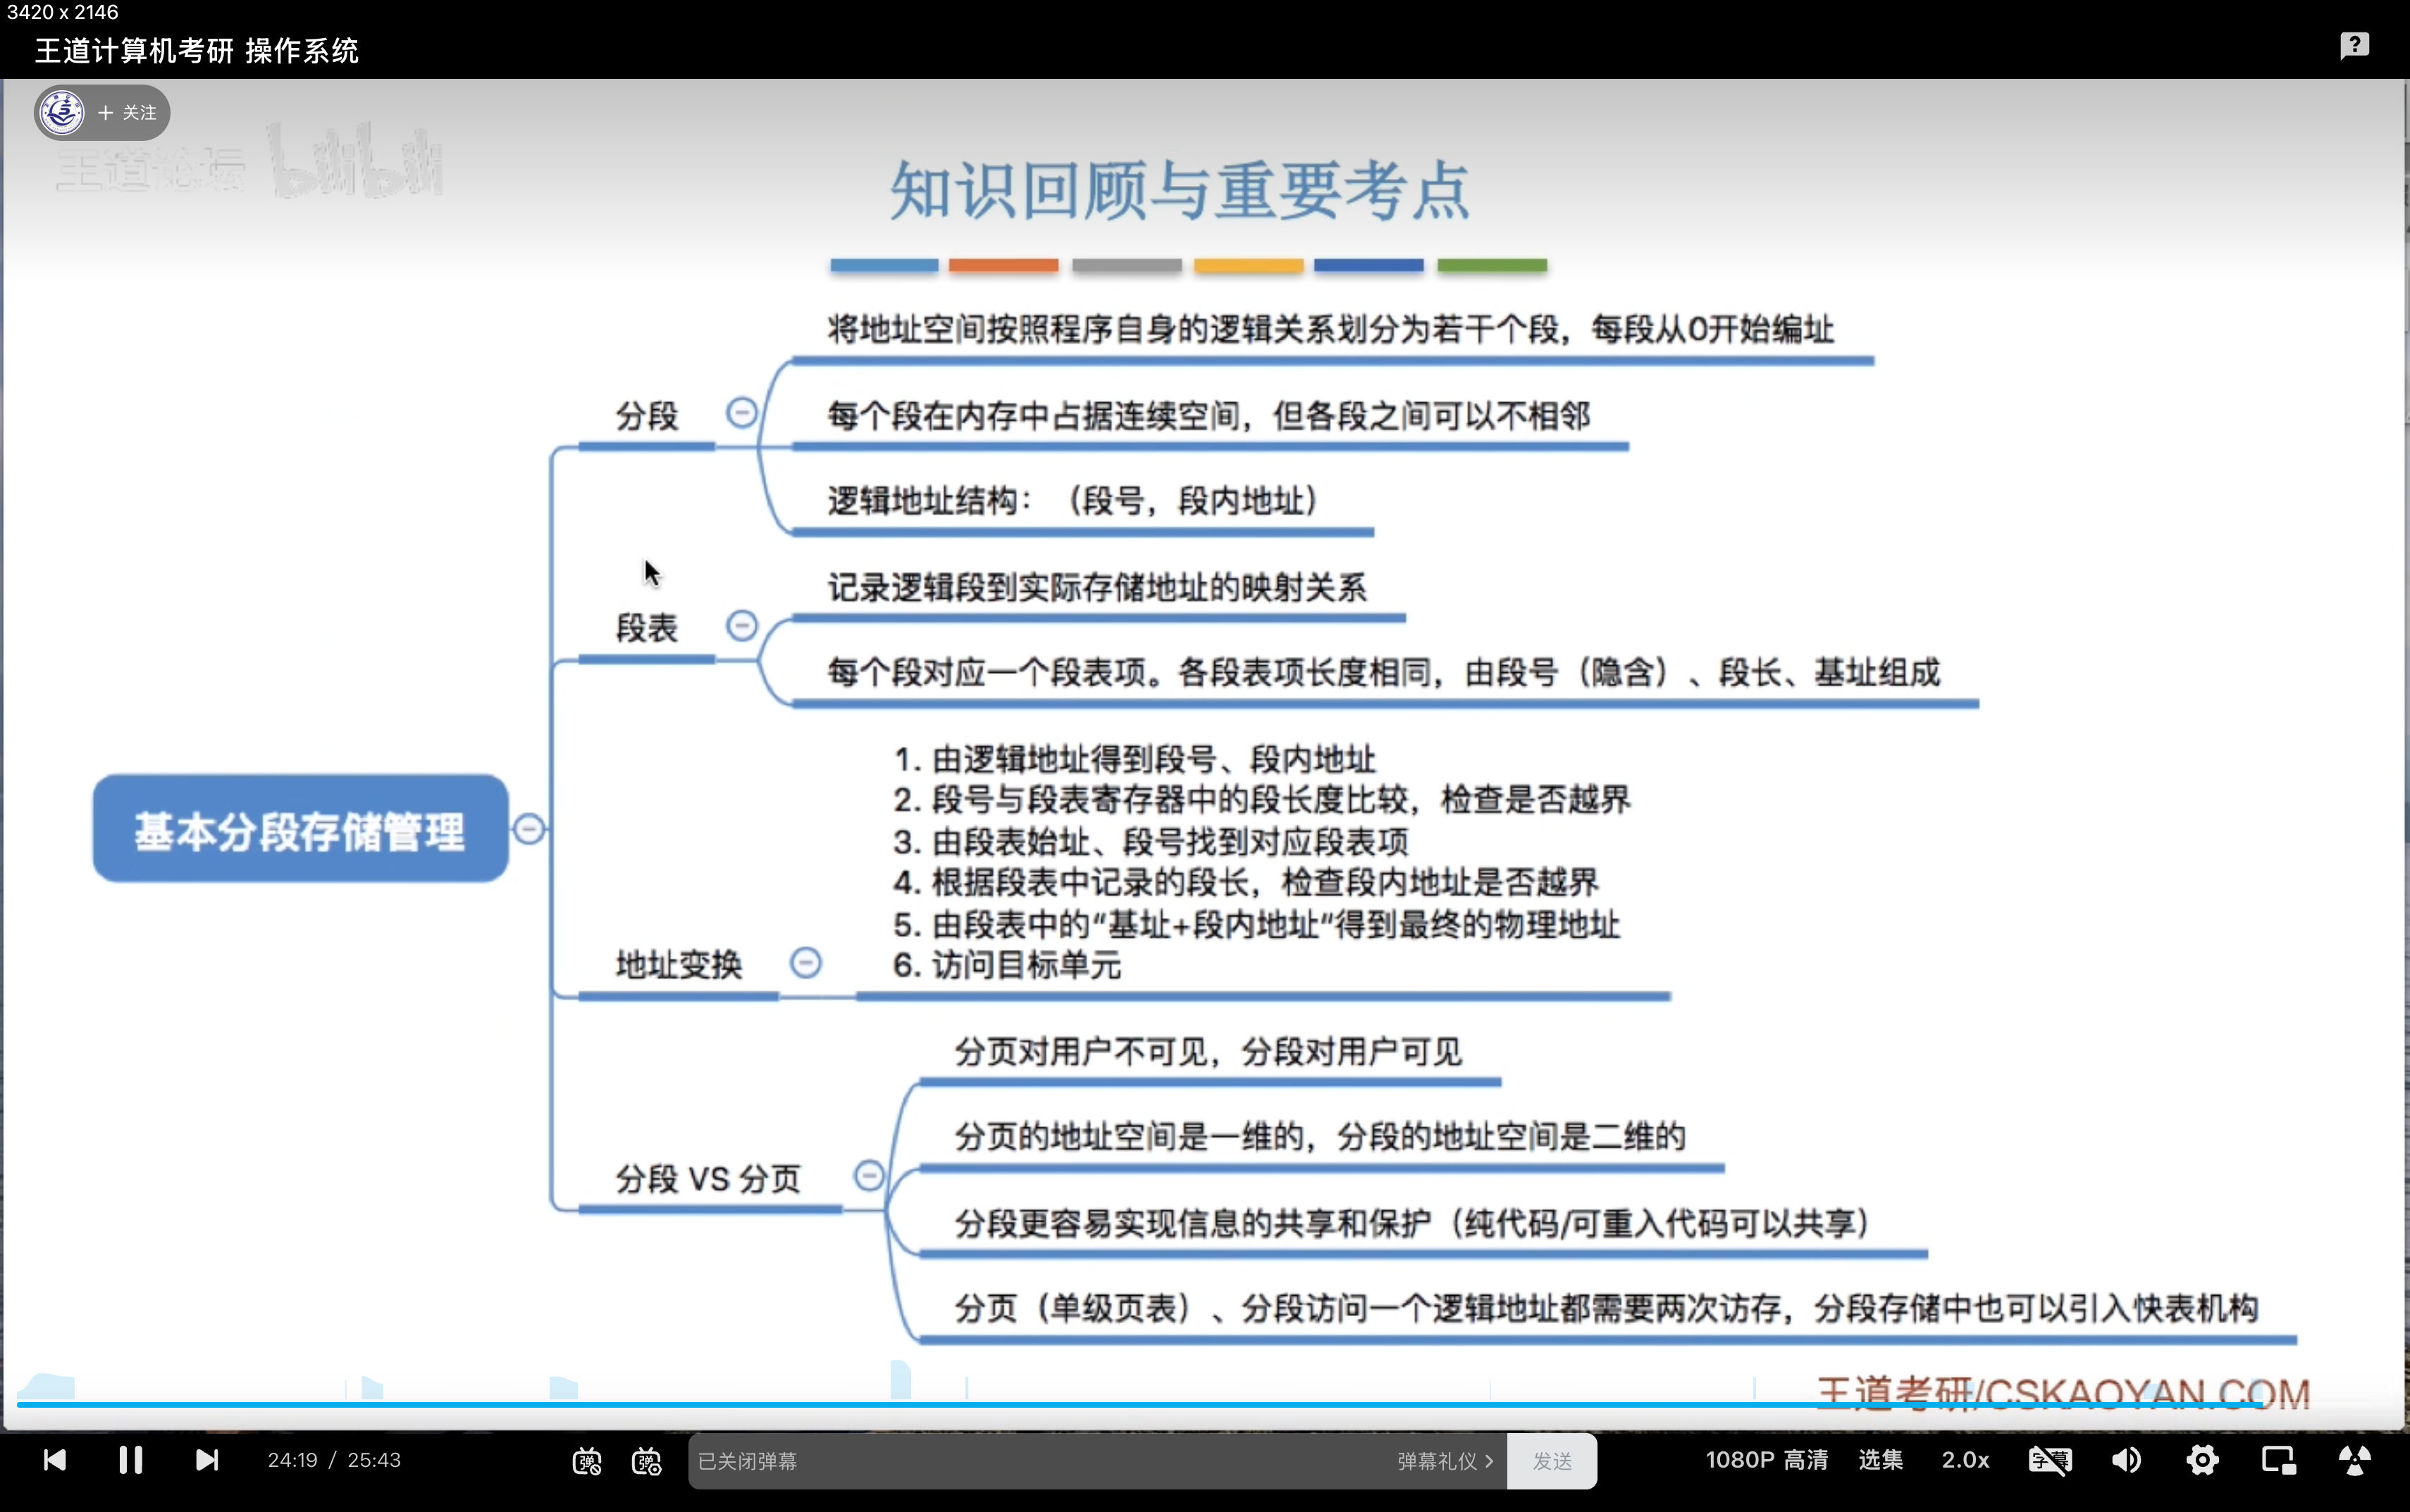 3420 x 2146
王道计算机考研 操作系统
+ 关注
王道论坛 bilibili
知识回顾与重要考点
将地址空间按照程序自身的逻辑关系划分为若干个段，每段从0开始编址
分段
每个段在内存中占据连续空间，但各段之间可以不相邻
逻辑地址结构：（段号，段内地址）
记录逻辑段到实际存储地址的映射关系
段表
每个段对应一个段表项。各段表项长度相同，由段号（隐含）、段长、基址组成
基本分段存储管理
1. 由逻辑地址得到段号、段内地址
2. 段号与段表寄存器中的段长度比较，检查是否越界
3. 由段表始址、段号找到对应段表项
4. 根据段表中记录的段长，检查段内地址是否越界
5. 由段表中的“基址+段内地址”得到最终的物理地址
6. 访问目标单元
地址变换
分页对用户不可见，分段对用户可见
分页的地址空间是一维的，分段的地址空间是二维的
分段 VS 分页
分段更容易实现信息的共享和保护（纯代码/可重入代码可以共享）
分页（单级页表）、分段访问一个逻辑地址都需要两次访存，分段存储中也可以引入快表机构
王道考研/CSKAOYAN.COM
24:19 / 25:43
弹
弹
已关闭弹幕
弹幕礼仪 >
发送
1080P 高清
选集
2.0x
字幕